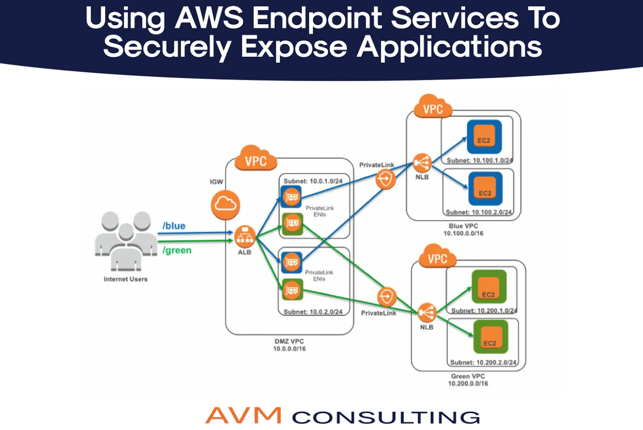 Using AWS Endpoint Services To
Securely Expose Applications
VPC
IGW
Subnet: 10.0.1.0/24
PrivateLink
ENIs
/blue
/green
ALB
Internet Users
PrivateLink
ENIs
Subnet: 10.0.2.0/24
DMZ VPC
10.0.0.0/16
PrivateLink
VPC
NLB
EC2
Subnet: 10.100.1.0/24
EC2
Subnet: 10.100.2.0/24
Blue VPC
10.100.0.0/16
PrivateLink
VPC
NLB
EC2
Subnet: 10.200.1.0/24
EC2
Subnet: 10.200.2.0/24
Green VPC
10.200.0.0/16
AVM CONSULTING